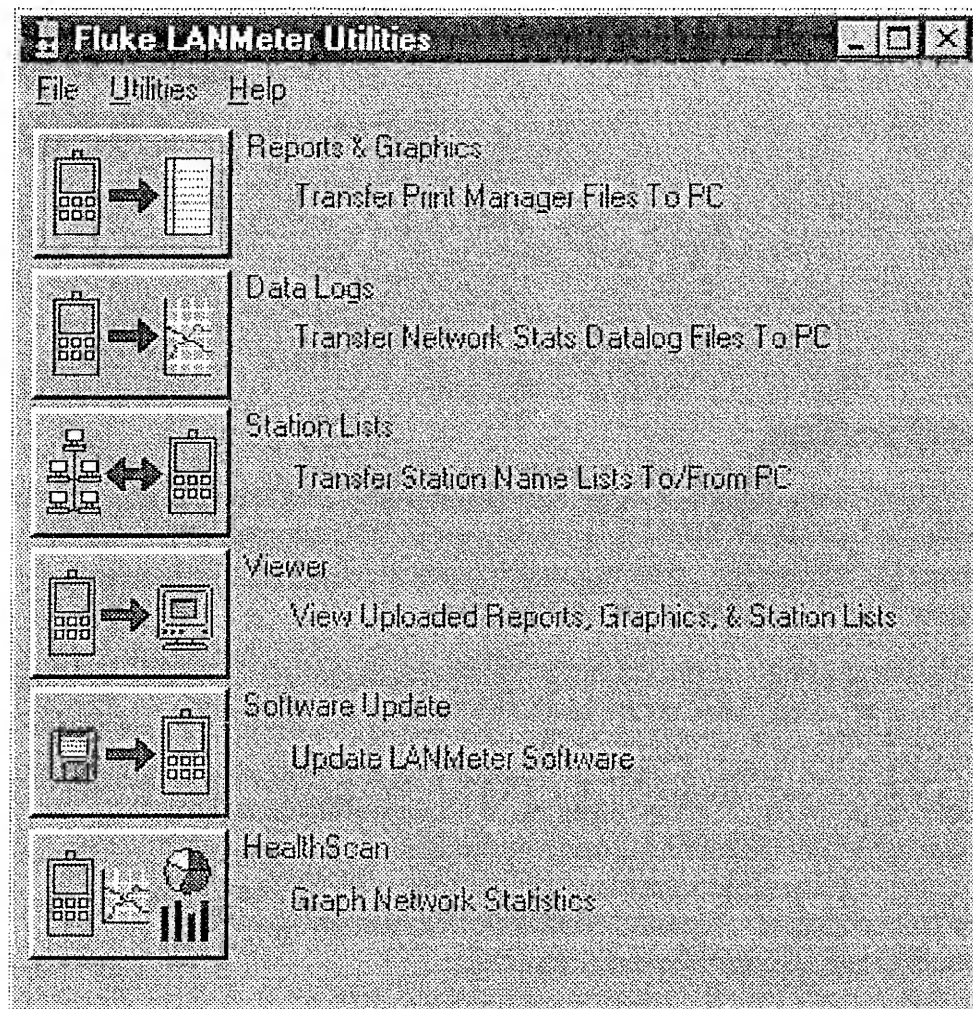 Fluke LANMeter Utilities
File Utilities Help
Reports & Graphics
Transfer Print Manager Files To PC
Data Logs
Transfer Network Stats Datalog Files To PC
Station Lists
Transfer Station Name Lists To/From PC
Viewer
View Uploaded Reports, Graphics, & Station Lists
Software Update
Update LANMeter Software
HealthScan
Graph Network Statistics